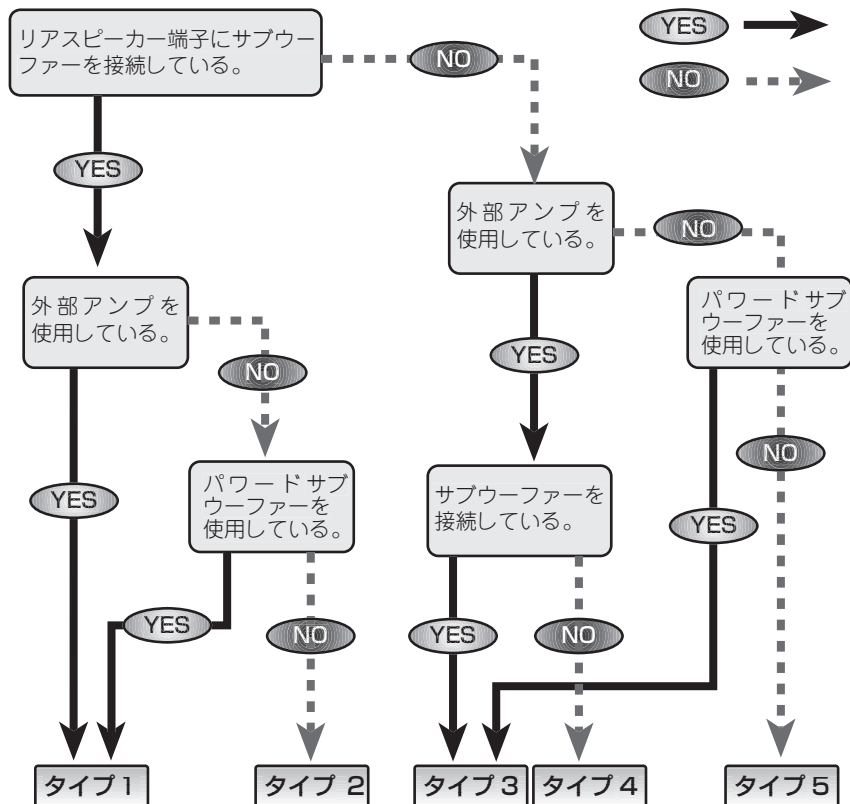 リアスピーカー端子にサブウー
ファーを接続している。
NO
YES
NO
YES
外部アンプを
使用している。
NO
外部アンプを
使用している。
NO
YES
パワードサブ
ウーファーを
使用している。
YES
パワードサブ
ウーファーを
使用している。
サブウーファーを
接続している。
NO
YES
YES
NO
YES
NO
タイプ 1
タイプ 2
タイプ 3
タイプ 4
タイプ 5